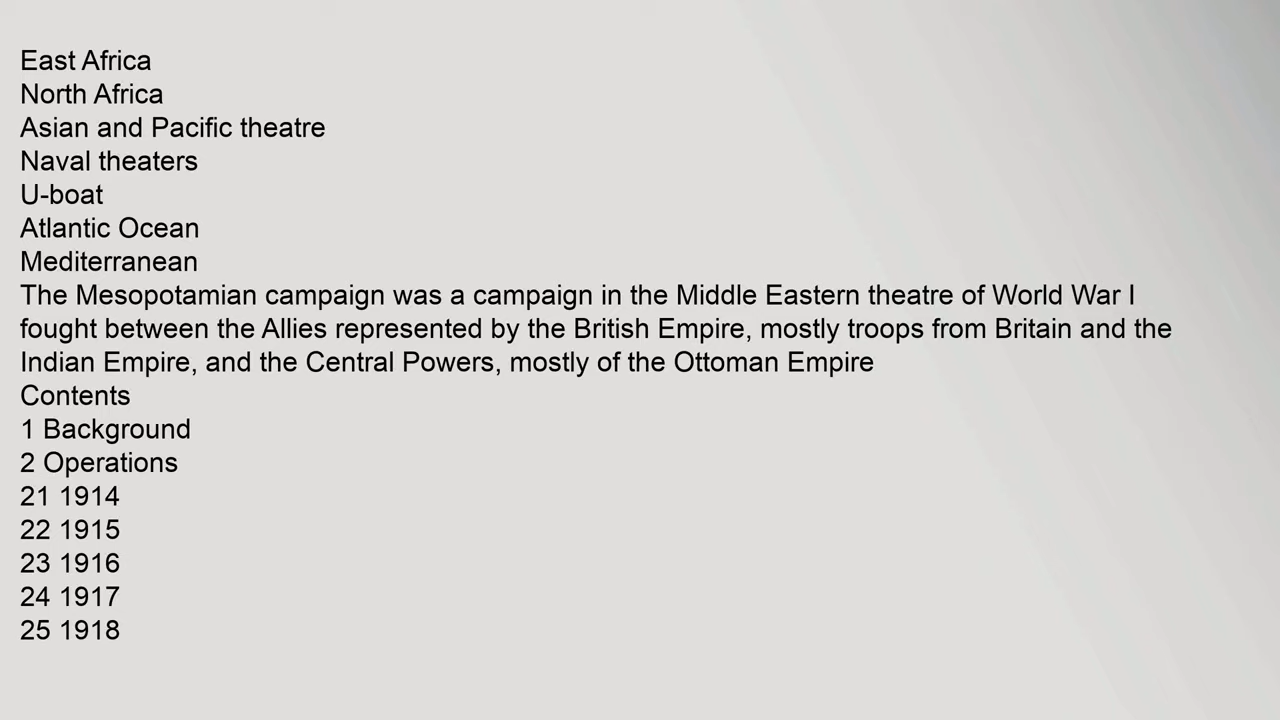 East Africa
North Africa
Asian and Pacific theatre
Naval theaters
U-boat
Atlantic Ocean
Mediterranean
The Mesopotamian campaign was a campaign in the Middle Eastern theatre of World War I
fought between the Allies represented by the British Empire, mostly troops from Britain and the
Indian Empire, and the Central Powers, mostly of the Ottoman Empire
Contents
1 Background
2 Operations
21 1914
22 1915
23 1916
24 1917
25 1918